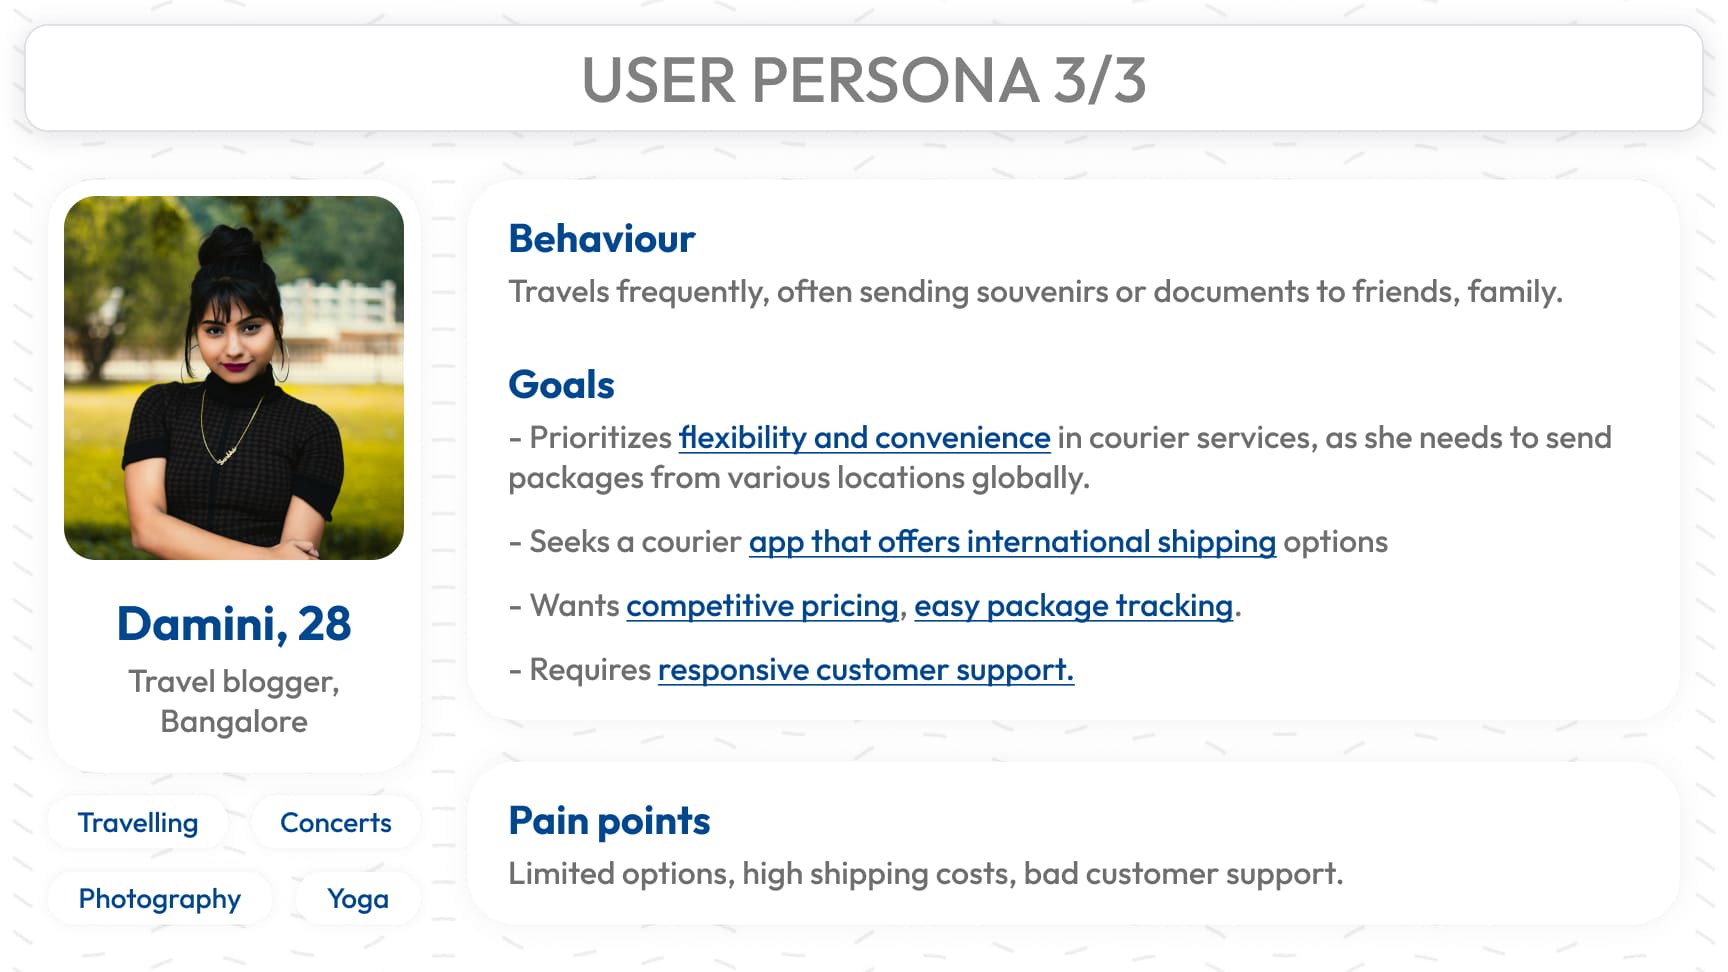 USER PERSONA 3/3
Damini, 28
Travel blogger,
Bangalore
Travelling
Concerts
Photography
Yoga
Behaviour
Travels frequently, often sending souvenirs or documents to friends, family.
Goals
- Prioritizes flexibility and convenience in courier services, as she needs to send
packages from various locations globally.
- Seeks a courier app that offers international shipping options
- Wants competitive pricing, easy package tracking.
- Requires responsive customer support.
Pain points
Limited options, high shipping costs, bad customer support.